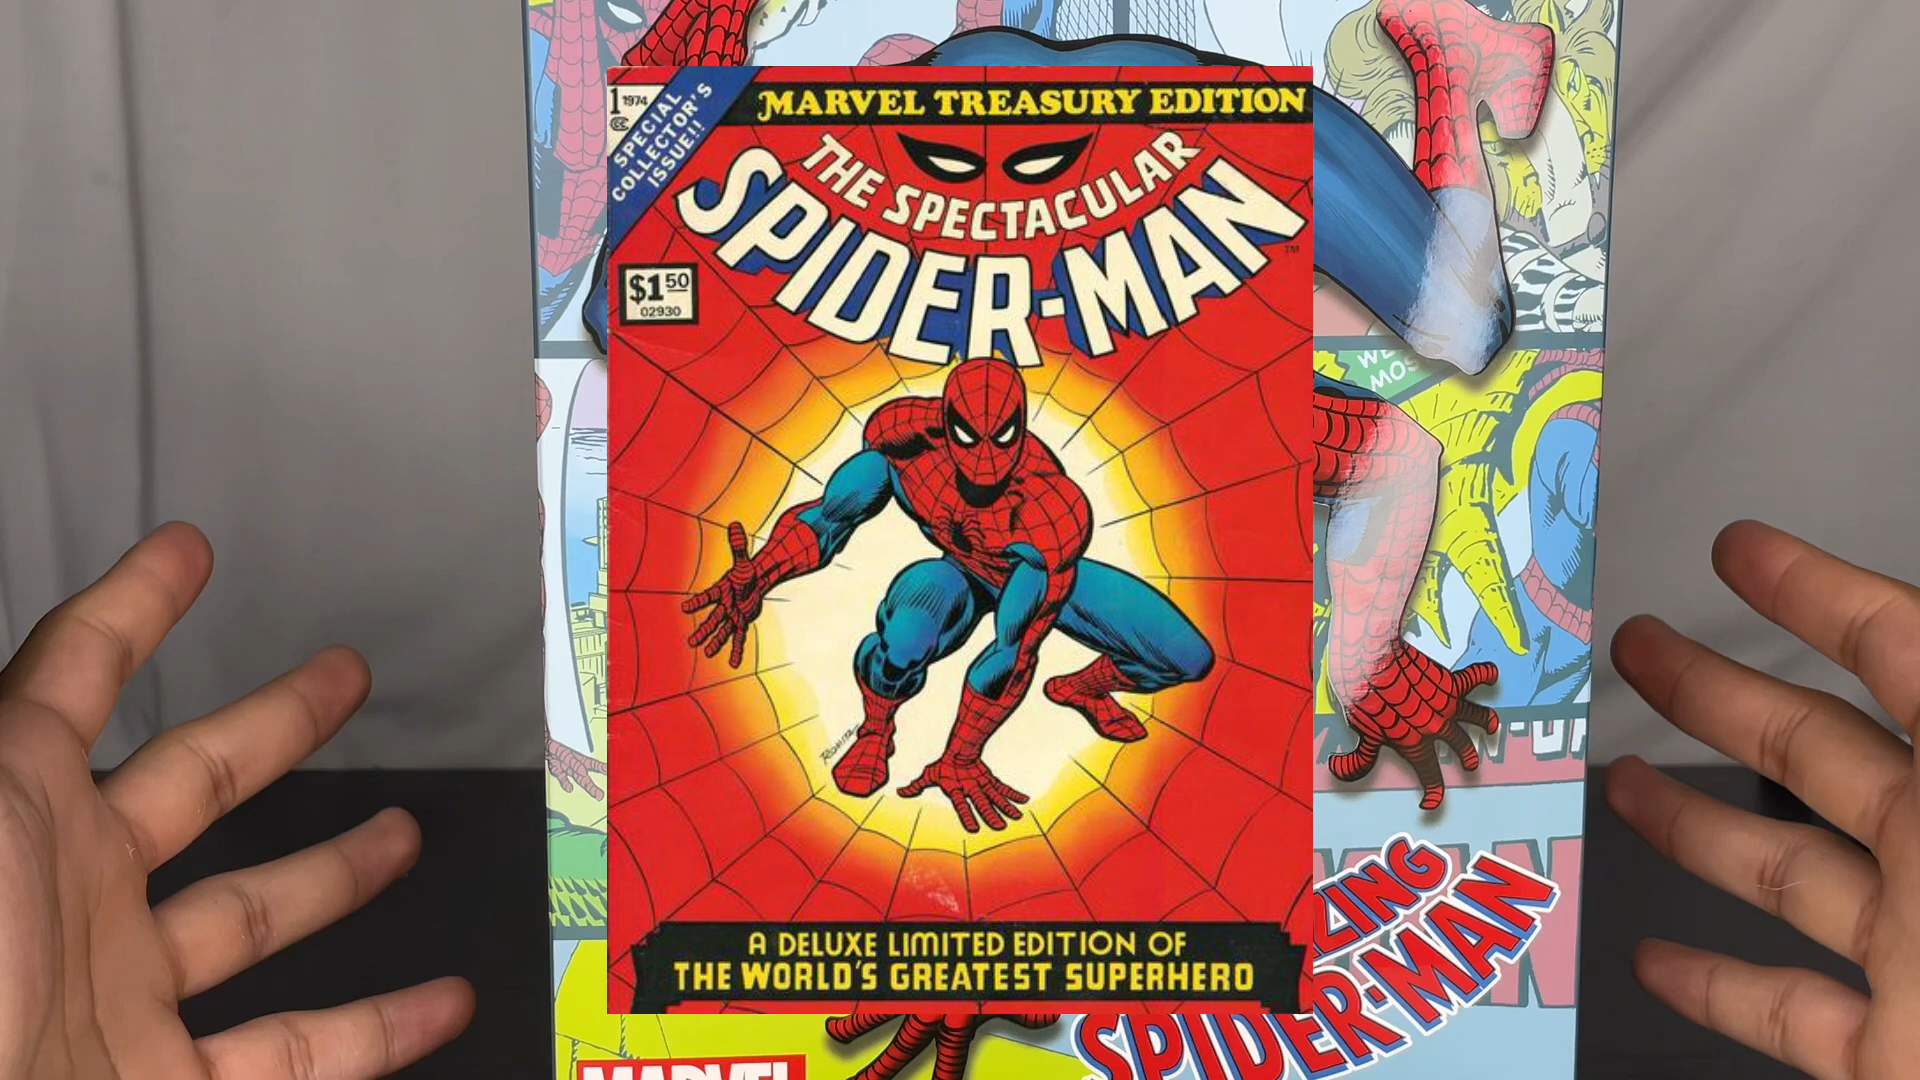 1 1974
SPECIAL
COLLECTOR'S
ISSUE!!
MARVEL TREASURY EDITION
THE SPECTACULAR
SPIDER-MAN
TM
$1 50
02930
ROMITA
A DELUXE LIMITED EDITION OF
THE WORLD'S GREATEST SUPERHERO
SPIDER-MAN
MARVEL